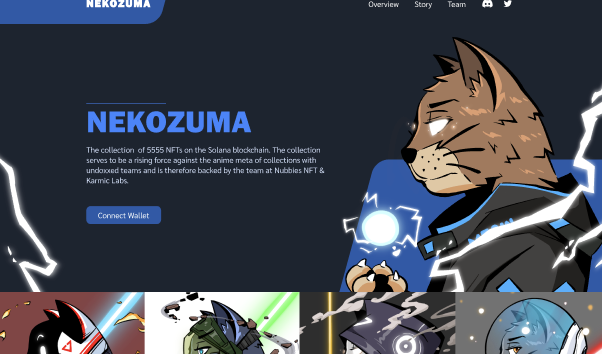 NEKOZUMA
Overview Story Team
NEKOZUMA
The collection of 5555 NFTs on the Solana blockchain. The collection
serves to be a rising force against the anime meta of collections with
undoxxed teams and is therefore backed by the team at Nubbies NFT &
Karmic Labs.
Connect Wallet